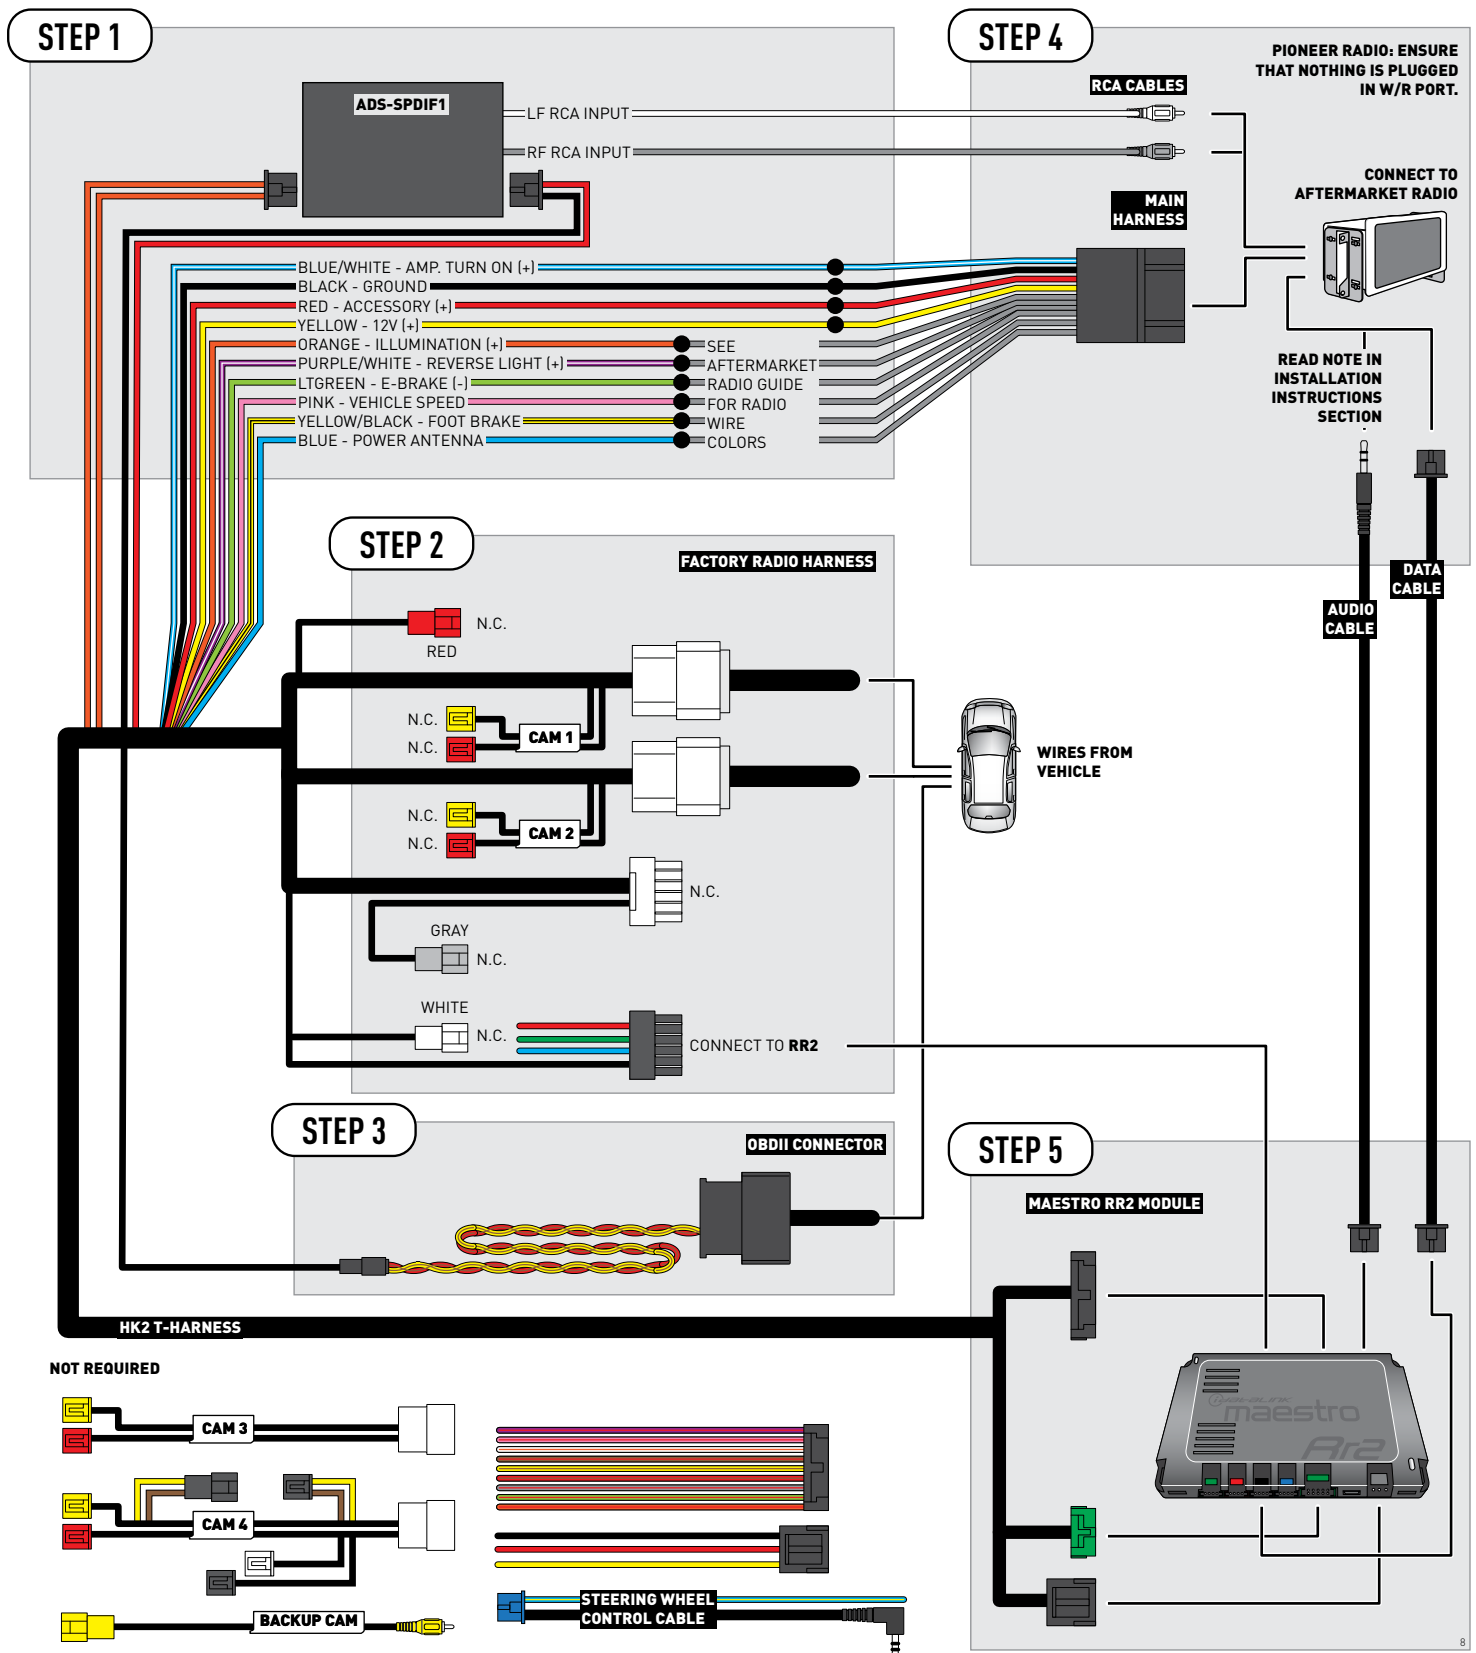 STEP 1
ADS-SPDIF1
LF RCA INPUT
RF RCA INPUT
BLUE/WHITE - AMP. TURN ON (+)
BLACK - GROUND
RED - ACCESSORY (+)
YELLOW - 12V (+)
ORANGE - ILLUMINATION (+)
PURPLE/WHITE - REVERSE LIGHT (+)
LTGREEN - E-BRAKE (-)
PINK - VEHICLE SPEED
YELLOW/BLACK - FOOT BRAKE
BLUE - POWER ANTENNA
SEE
AFTERMARKET
RADIO GUIDE
FOR RADIO
WIRE
COLORS
STEP 4
PIONEER RADIO: ENSURE
THAT NOTHING IS PLUGGED
IN W/R PORT.
RCA CABLES
MAIN
HARNESS
CONNECT TO
AFTERMARKET RADIO
READ NOTE IN
INSTALLATION
INSTRUCTIONS
SECTION
DATA
CABLE
AUDIO
CABLE
STEP 2
FACTORY RADIO HARNESS
N.C.
RED
N.C.
CAM 1
N.C.
N.C.
CAM 2
N.C.
N.C.
GRAY
N.C.
WHITE
N.C.
CONNECT TO RR2
WIRES FROM
VEHICLE
STEP 3
OBDII CONNECTOR
STEP 5
MAESTRO RR2 MODULE
maestro
Rr2
HK2 T-HARNESS
NOT REQUIRED
CAM 3
CAM 4
BACKUP CAM
STEERING WHEEL
CONTROL CABLE
8